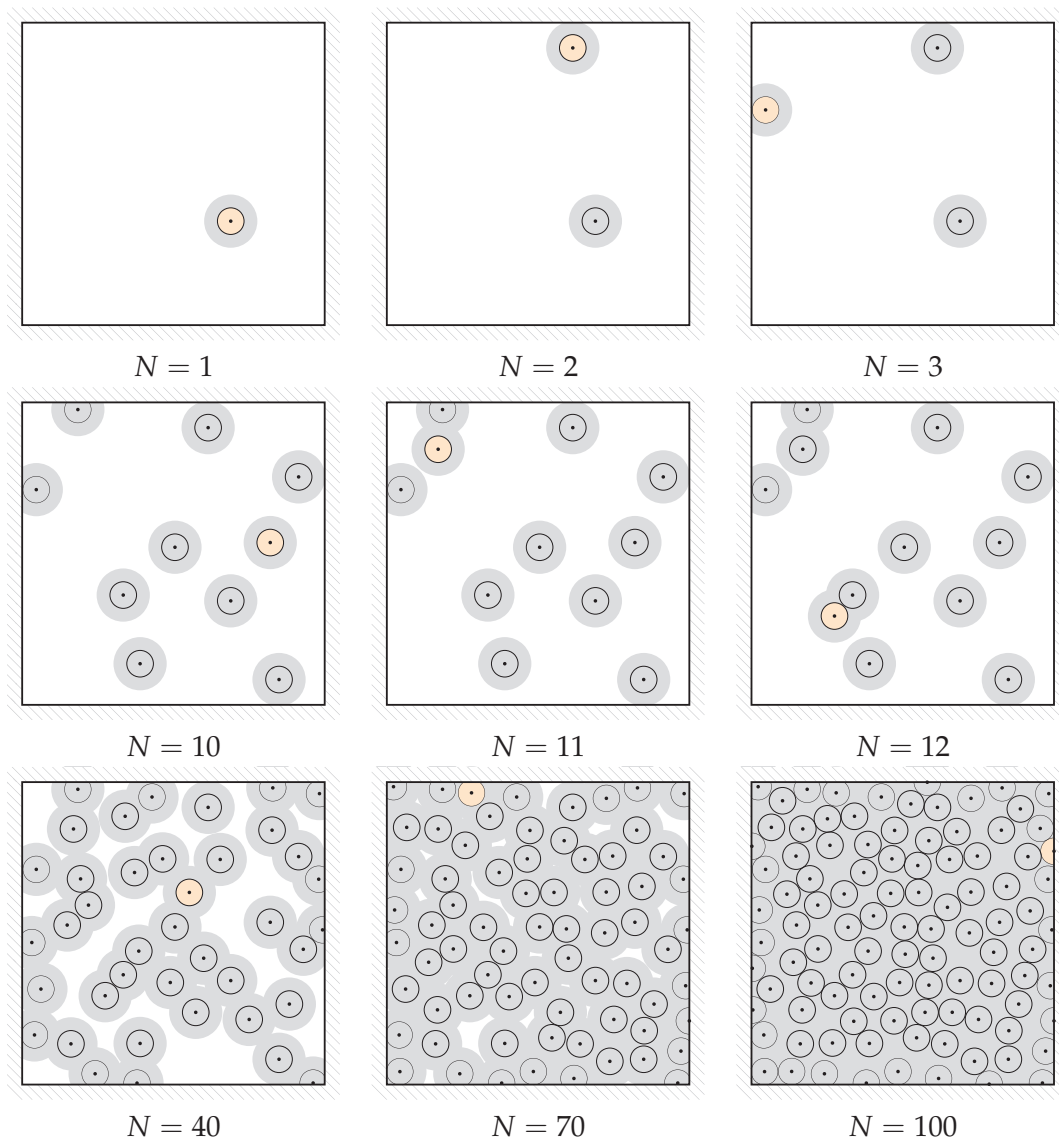 N = 1 N = 2 N = 3
N = 10 N = 11 N = 12
N = 40 N = 70 N = 100